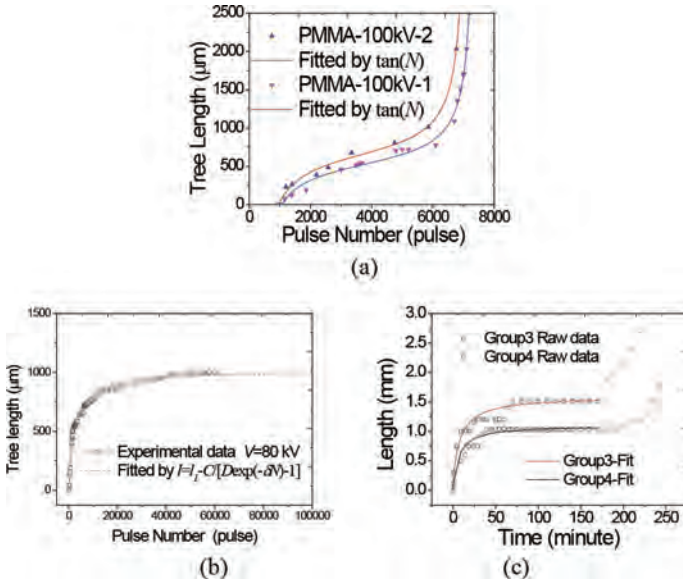 2500
2000
1500
1000
500
0
Tree Length (μm)
PMMA-100kV-2
Fitted by tan(N)
PMMA-100kV-1
Fitted by tan(N)
0 2000 4000 6000 8000
Pulse Number (pulse)
(a)
1500
1000
500
0
Tree length (μm)
Experimental data V=80 kV
Fitted by l=l₁-C/[Dexp(-δN)-1]
0 20000 40000 60000 80000 100000
Pulse Number (pulse)
(b)
3.0
2.5
2.0
1.5
1.0
0.5
0.0
Length (mm)
Group3 Raw data
Group4 Raw data
Group3-Fit
Group4-Fit
0 50 100 150 200 250
Time (minute)
(c)